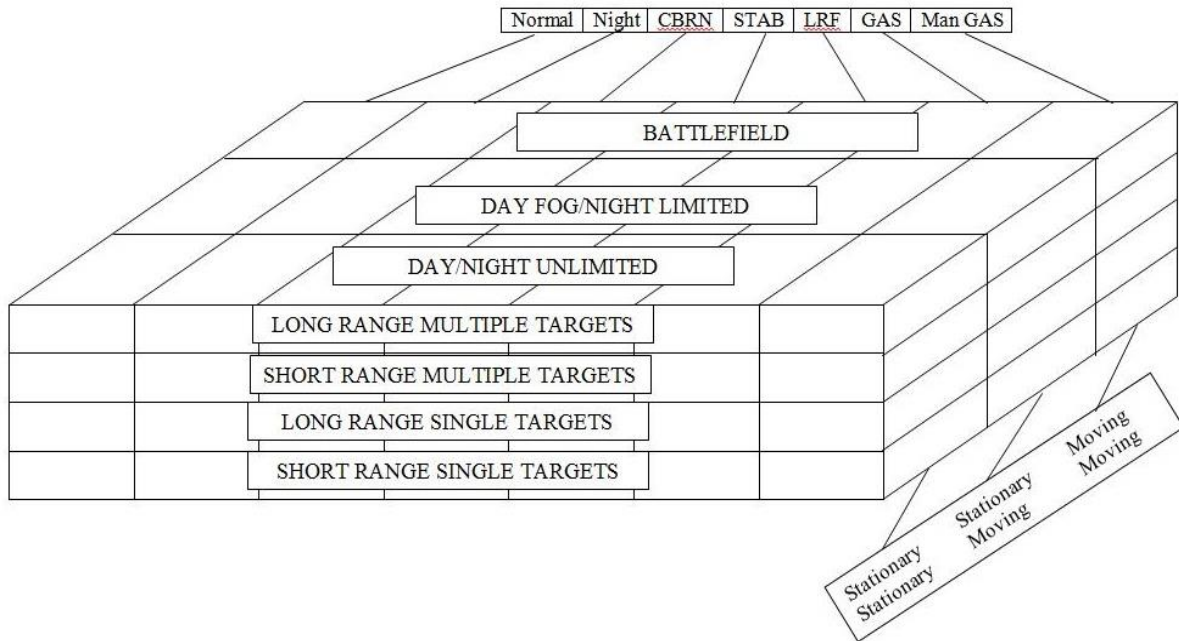 Normal Night CBRN STAB LRF GAS Man GAS
BATTLEFIELD
DAY FOG/NIGHT LIMITED
DAY/NIGHT UNLIMITED
LONG RANGE MULTIPLE TARGETS
SHORT RANGE MULTIPLE TARGETS
LONG RANGE SINGLE TARGETS
SHORT RANGE SINGLE TARGETS
Stationary Stationary Moving
Stationary Moving Moving